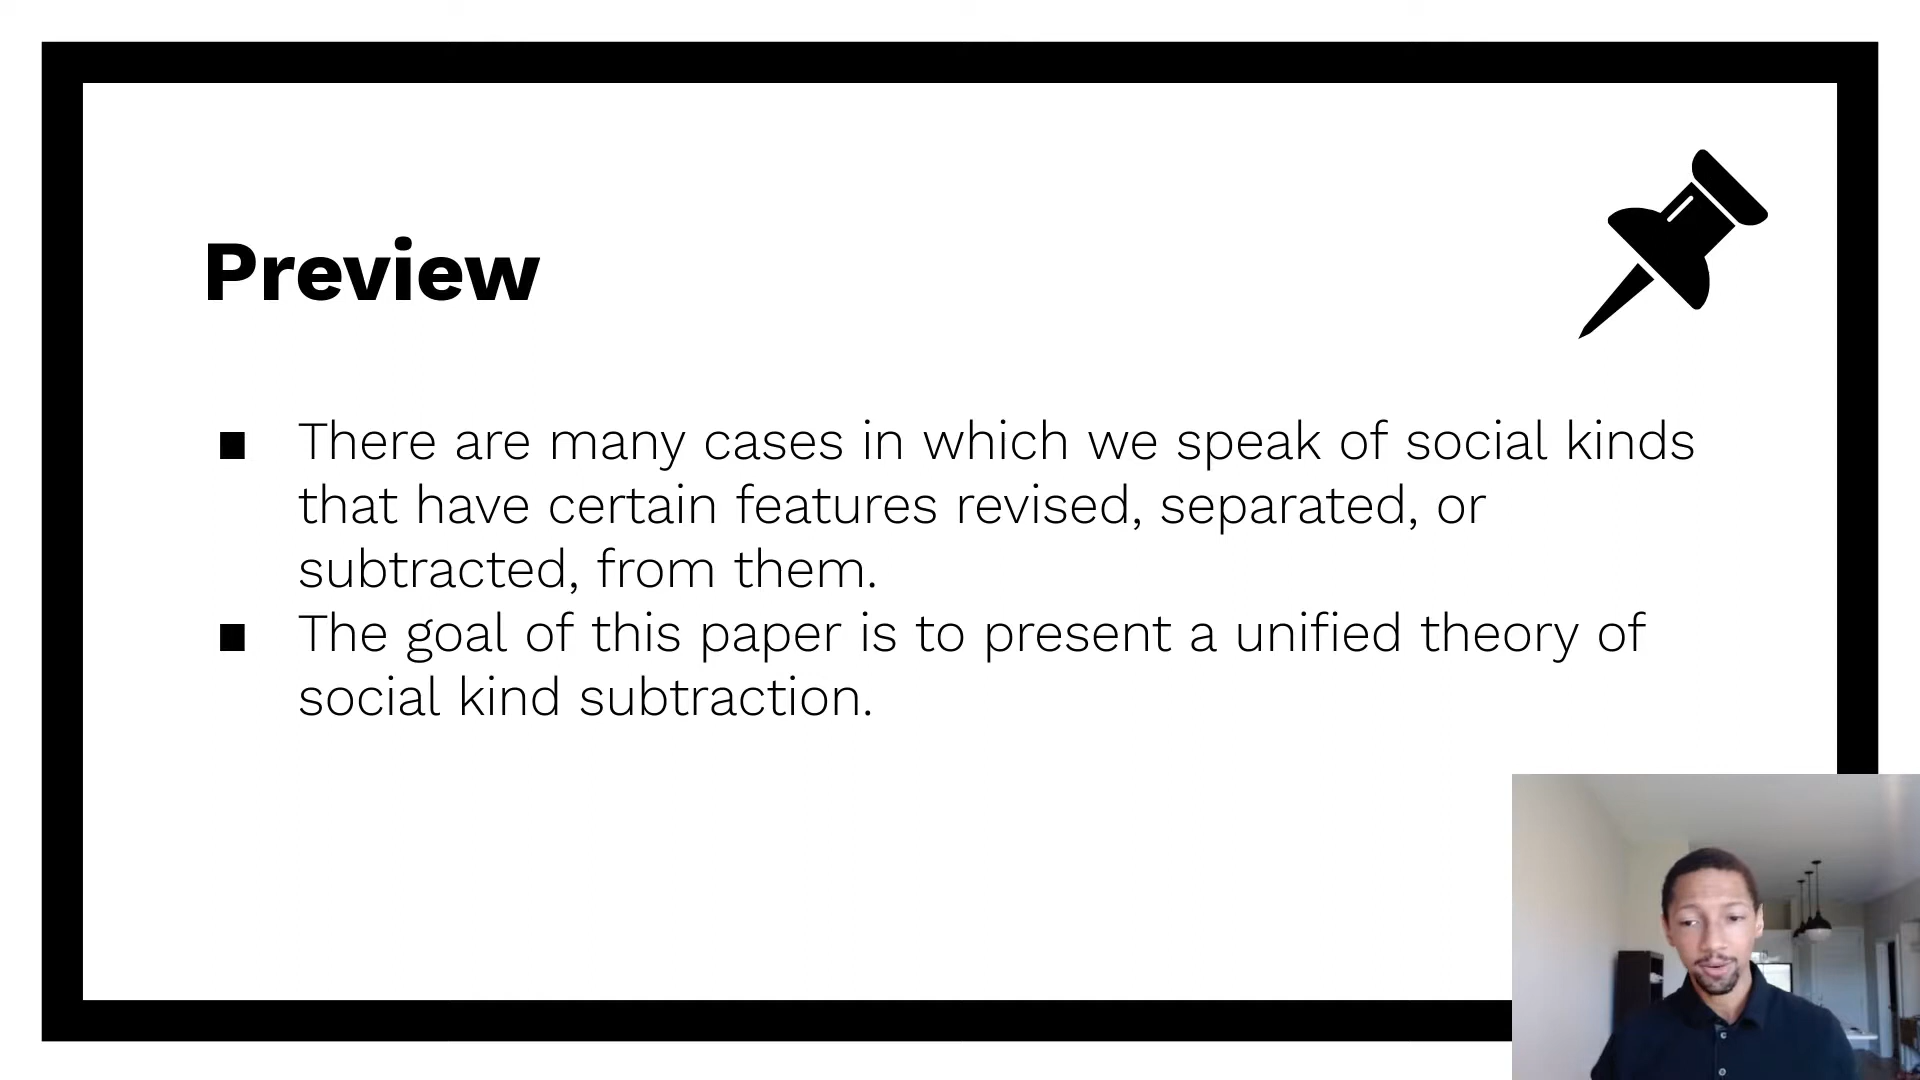 Preview
■ There are many cases in which we speak of social kinds
that have certain features revised, separated, or
subtracted, from them.
■ The goal of this paper is to present a unified theory of
social kind subtraction.